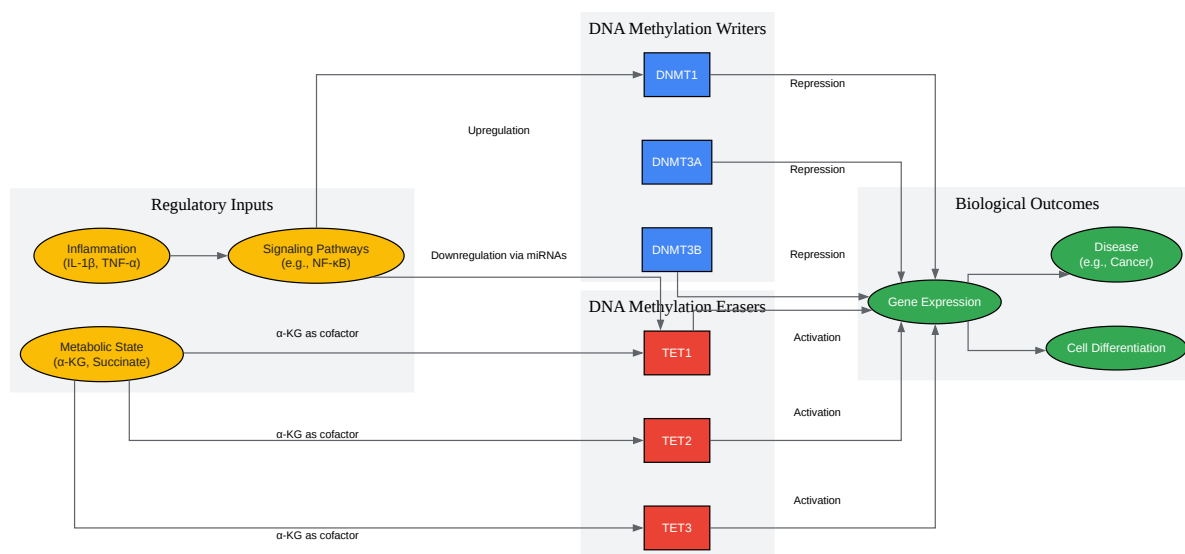 DNA Methylation Writers
DNMT1
Repression
Upregulation
DNMT3A
Repression
Regulatory Inputs
Biological Outcomes
Inflammation
(IL-1β, TNF-α)
Signaling Pathways
(e.g., NF-κB)
Downregulation via miRNAs
DNMT3B
Repression
Disease
(e.g., Cancer)
DNA Methylation Erasers
Gene Expression
Metabolic State
(α-KG, Succinate)
α-KG as cofactor
TET1
Activation
Cell Differentiation
α-KG as cofactor
TET2
Activation
α-KG as cofactor
TET3
Activation